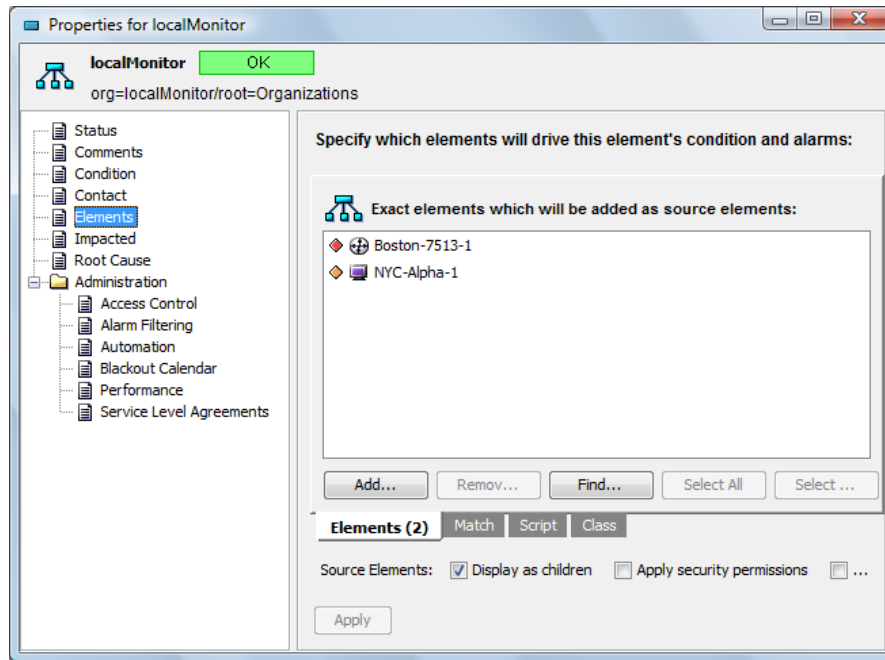 Properties for localMonitor
localMonitor OK
org=localMonitor/root=Organizations
Status
Comments
Condition
Contact
Elements
Impacted
Root Cause
Administration
Access Control
Alarm Filtering
Automation
Blackout Calendar
Performance
Service Level Agreements
Specify which elements will drive this element's condition and alarms:
Exact elements which will be added as source elements:
Boston-7513-1
NYC-Alpha-1
Add... Remov... Find... Select All Select ...
Elements (2) Match Script Class
Source Elements: Display as children Apply security permissions ...
Apply